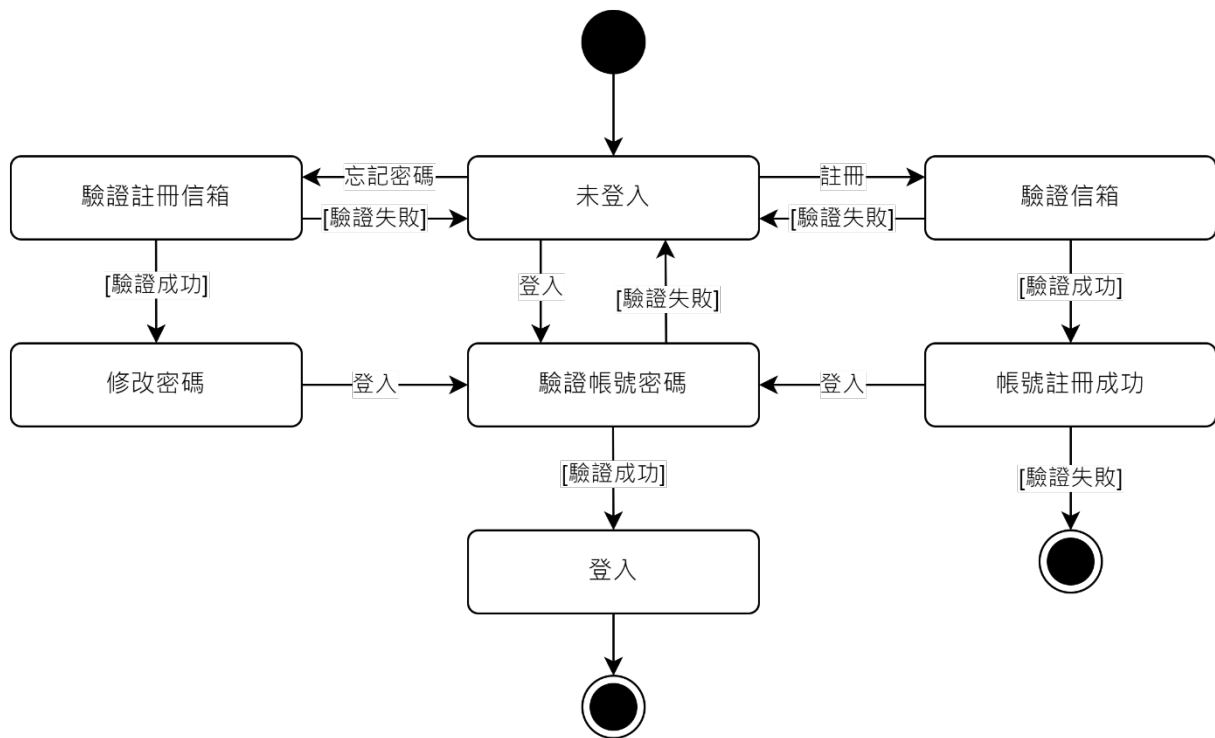 忘記密碼
註冊
驗證註冊信箱
未登入
驗證信箱
[驗證失敗]
[驗證失敗]
[驗證成功]
登入
[驗證失敗]
[驗證成功]
修改密碼
登入
驗證帳號密碼
登入
帳號註冊成功
[驗證成功]
[驗證失敗]
登入